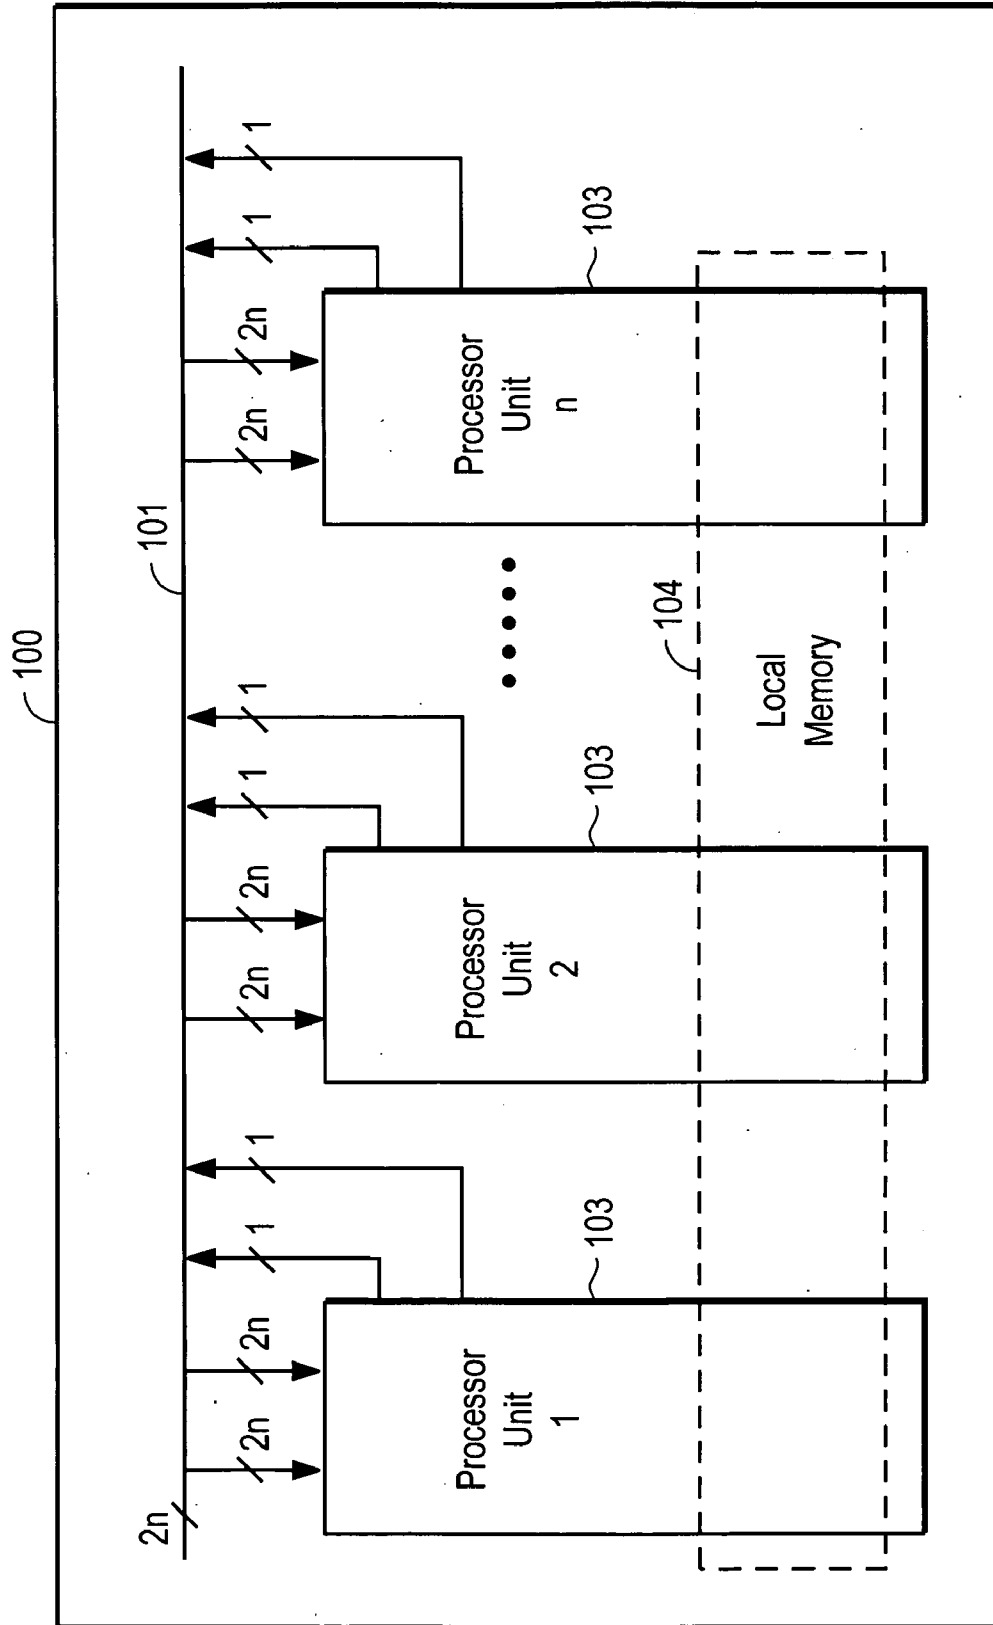 100
2n
101
2n
2n
1
1
2n
2n
1
1
2n
2n
1
1
Processor
Unit
1
Processor
Unit
2
Processor
Unit
n
103
103
103
104
Local
Memory